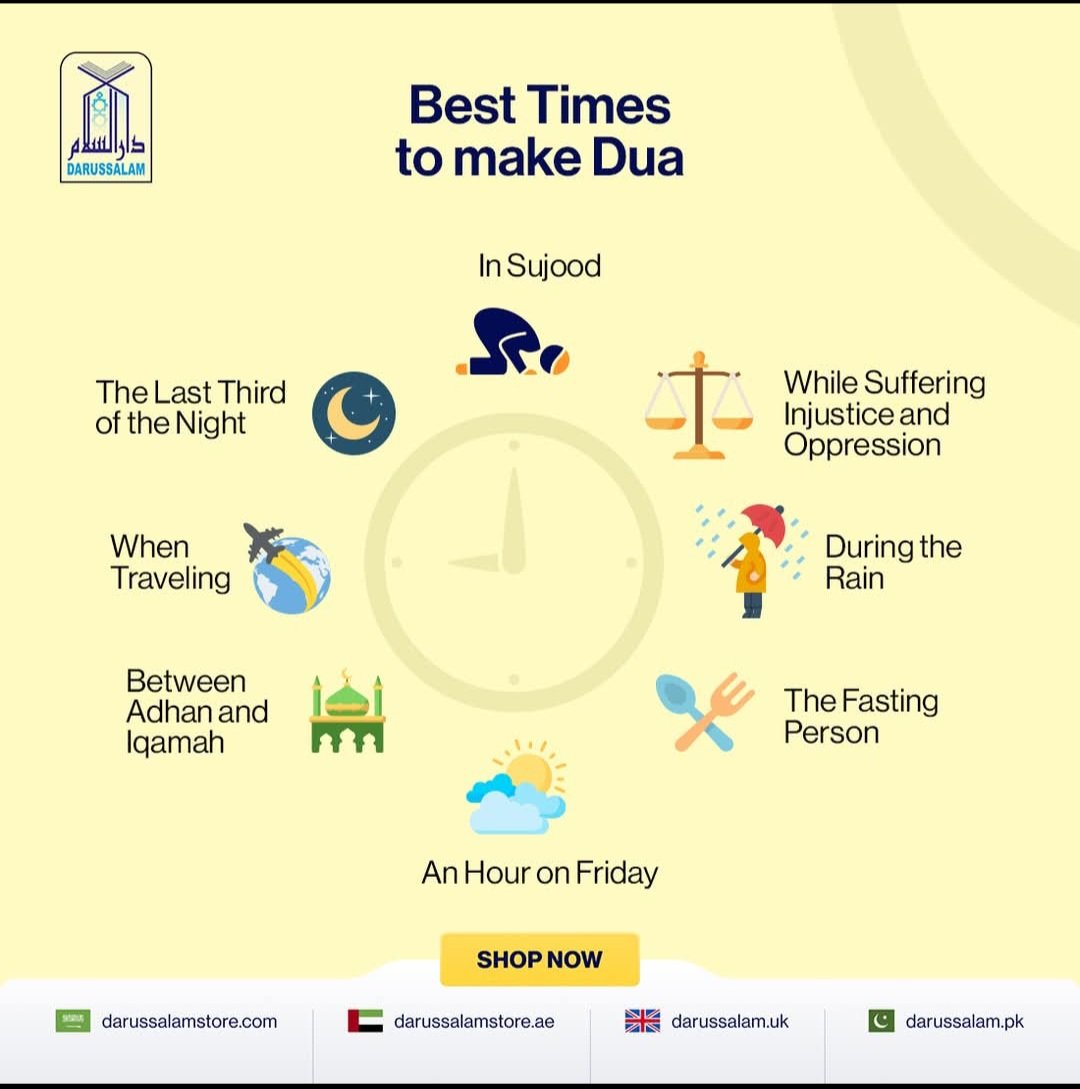 دارالسلام
DARUSSALAM
Best Times
to make Dua
In Sujood
The Last Third
of the Night
While Suffering
Injustice and
Oppression
When
Traveling
During the
Rain
Between
Adhan and
Iqamah
The Fasting
Person
An Hour on Friday
SHOP NOW
darussalamstore.com
darussalamstore.ae
darussalam.uk
darussalam.pk